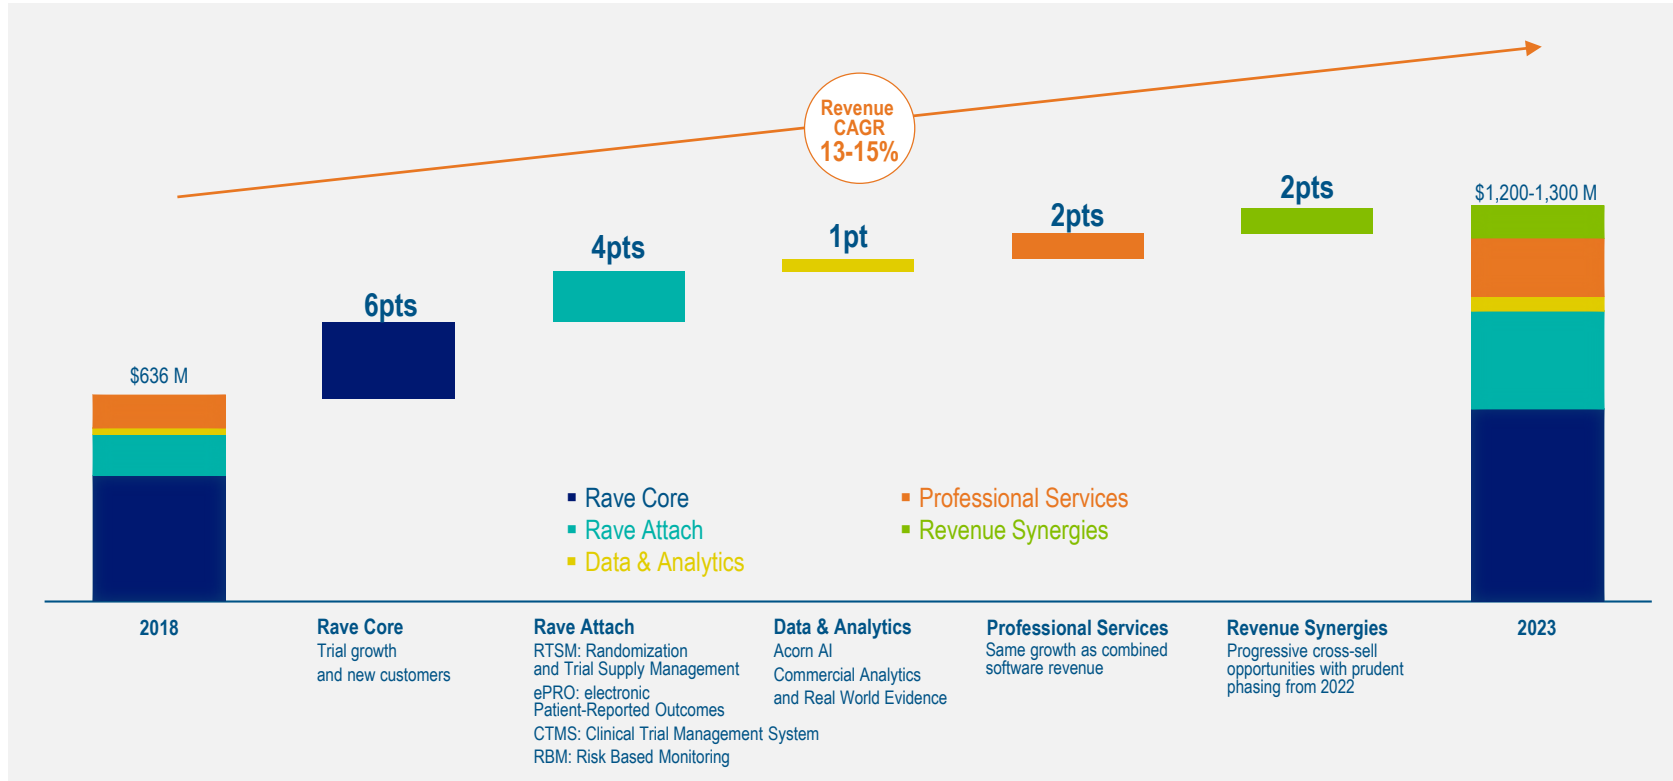 Revenue
CAGR
13-15%
$636 M
6pts
4pts
1pt
2pts
2pts
$1,200-1,300 M
Rave Core
Rave Attach
Data & Analytics
Professional Services
Revenue Synergies
2018
Rave Core
Trial growth
and new customers
Rave Attach
RTSM: Randomization
and Trial Supply Management
ePRO: electronic
Patient-Reported Outcomes
CTMS: Clinical Trial Management System
RBM: Risk Based Monitoring
Data & Analytics
Acorn AI
Commercial Analytics
and Real World Evidence
Professional Services
Same growth as combined
software revenue
Revenue Synergies
Progressive cross-sell
opportunities with prudent
phasing from 2022
2023